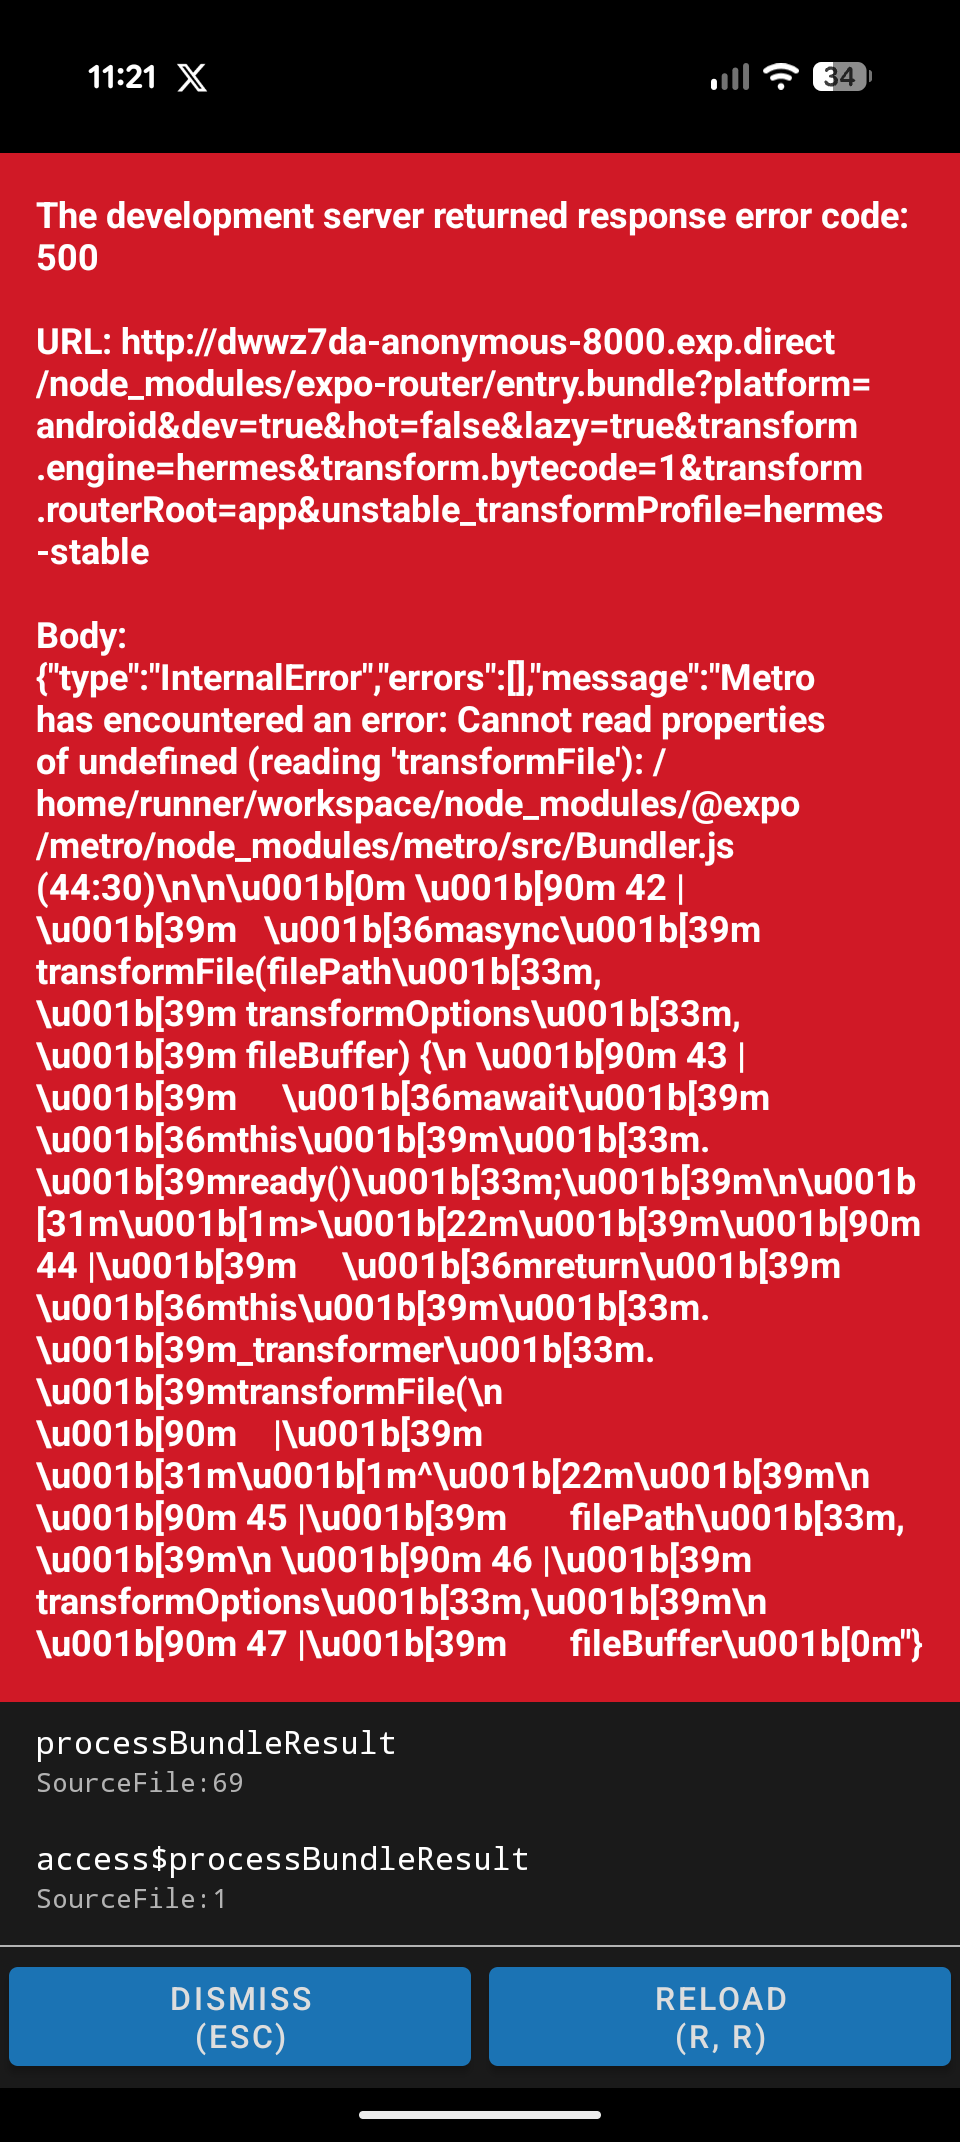 11:21 X 34
The development server returned response error code:
500
URL: http://dwwz7da-anonymous-8000.exp.direct
/node_modules/expo-router/entry.bundle?platform=
android&dev=true&hot=false&lazy=true&transform
.engine=hermes&transform.bytecode=1&transform
.routerRoot=app&unstable_transformProfile=hermes
-stable
Body:
{"type":"InternalError","errors":[],"message":"Metro
has encountered an error: Cannot read properties
of undefined (reading 'transformFile'): /
home/runner/workspace/node_modules/@expo
/metro/node_modules/metro/src/Bundler.js
(44:30)\n\n\u001b[0m \u001b[90m 42 |
\u001b[39m   \u001b[36masync\u001b[39m
transformFile(filePath\u001b[33m,
\u001b[39m transformOptions\u001b[33m,
\u001b[39m fileBuffer) {\n \u001b[90m 43 |
\u001b[39m     \u001b[36mawait\u001b[39m
\u001b[36mthis\u001b[39m\u001b[33m.
\u001b[39mready()\u001b[33m;\u001b[39m\n\u001b
[31m\u001b[1m>\u001b[22m\u001b[39m\u001b[90m
44 |\u001b[39m     \u001b[36mreturn\u001b[39m
\u001b[36mthis\u001b[39m\u001b[33m.
\u001b[39m_transformer\u001b[33m.
\u001b[39mtransformFile(\n
\u001b[90m    |\u001b[39m
\u001b[31m\u001b[1m^\u001b[22m\u001b[39m\n
\u001b[90m 45 |\u001b[39m       filePath\u001b[33m,
\u001b[39m\n \u001b[90m 46 |\u001b[39m
transformOptions\u001b[33m,\u001b[39m\n
\u001b[90m 47 |\u001b[39m       fileBuffer\u001b[0m"}
processBundleResult
SourceFile:69
access$processBundleResult
SourceFile:1
DISMISS
(ESC)
RELOAD
(R, R)